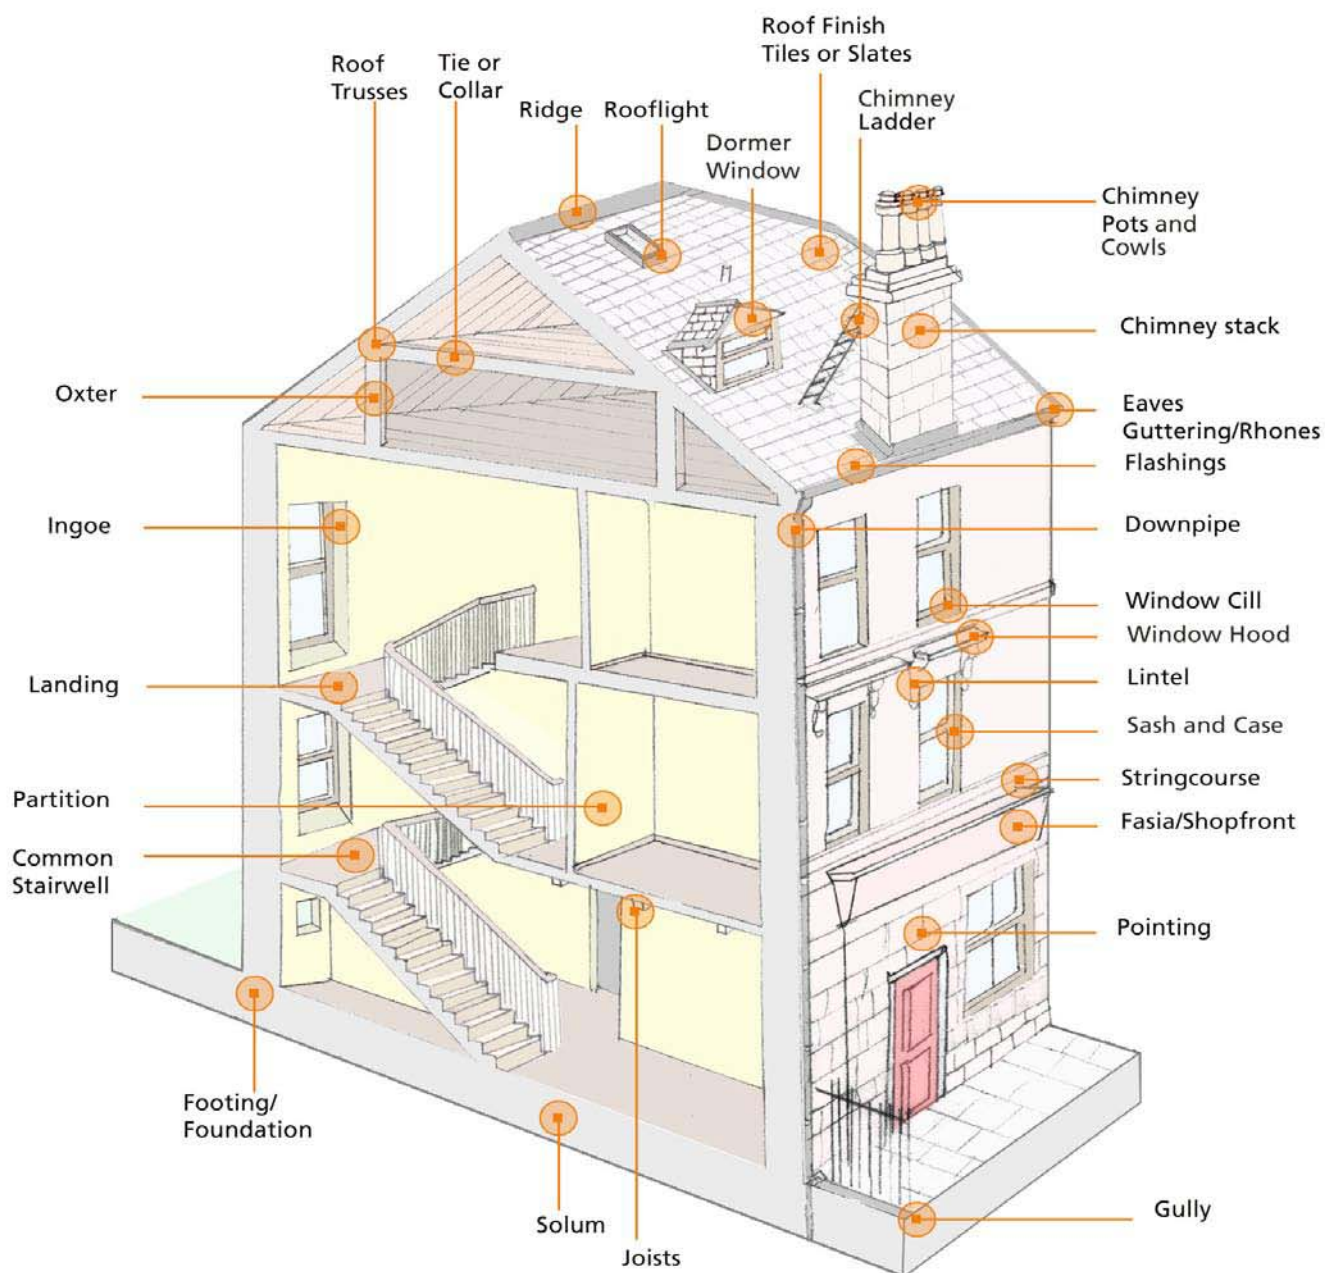 Roof Finish
Tiles or Slates
Roof
Trusses
Tie or
Collar
Ridge
Rooflight
Chimney
Ladder
Dormer
Window
Chimney
Pots and
Cowls
Chimney stack
Oxter
Eaves
Guttering/Rhones
Flashings
Ingoe
Downpipe
Window Cill
Window Hood
Landing
Lintel
Sash and Case
Stringcourse
Partition
Fasia/Shopfront
Common
Stairwell
Pointing
Footing/
Foundation
Solum
Joists
Gully